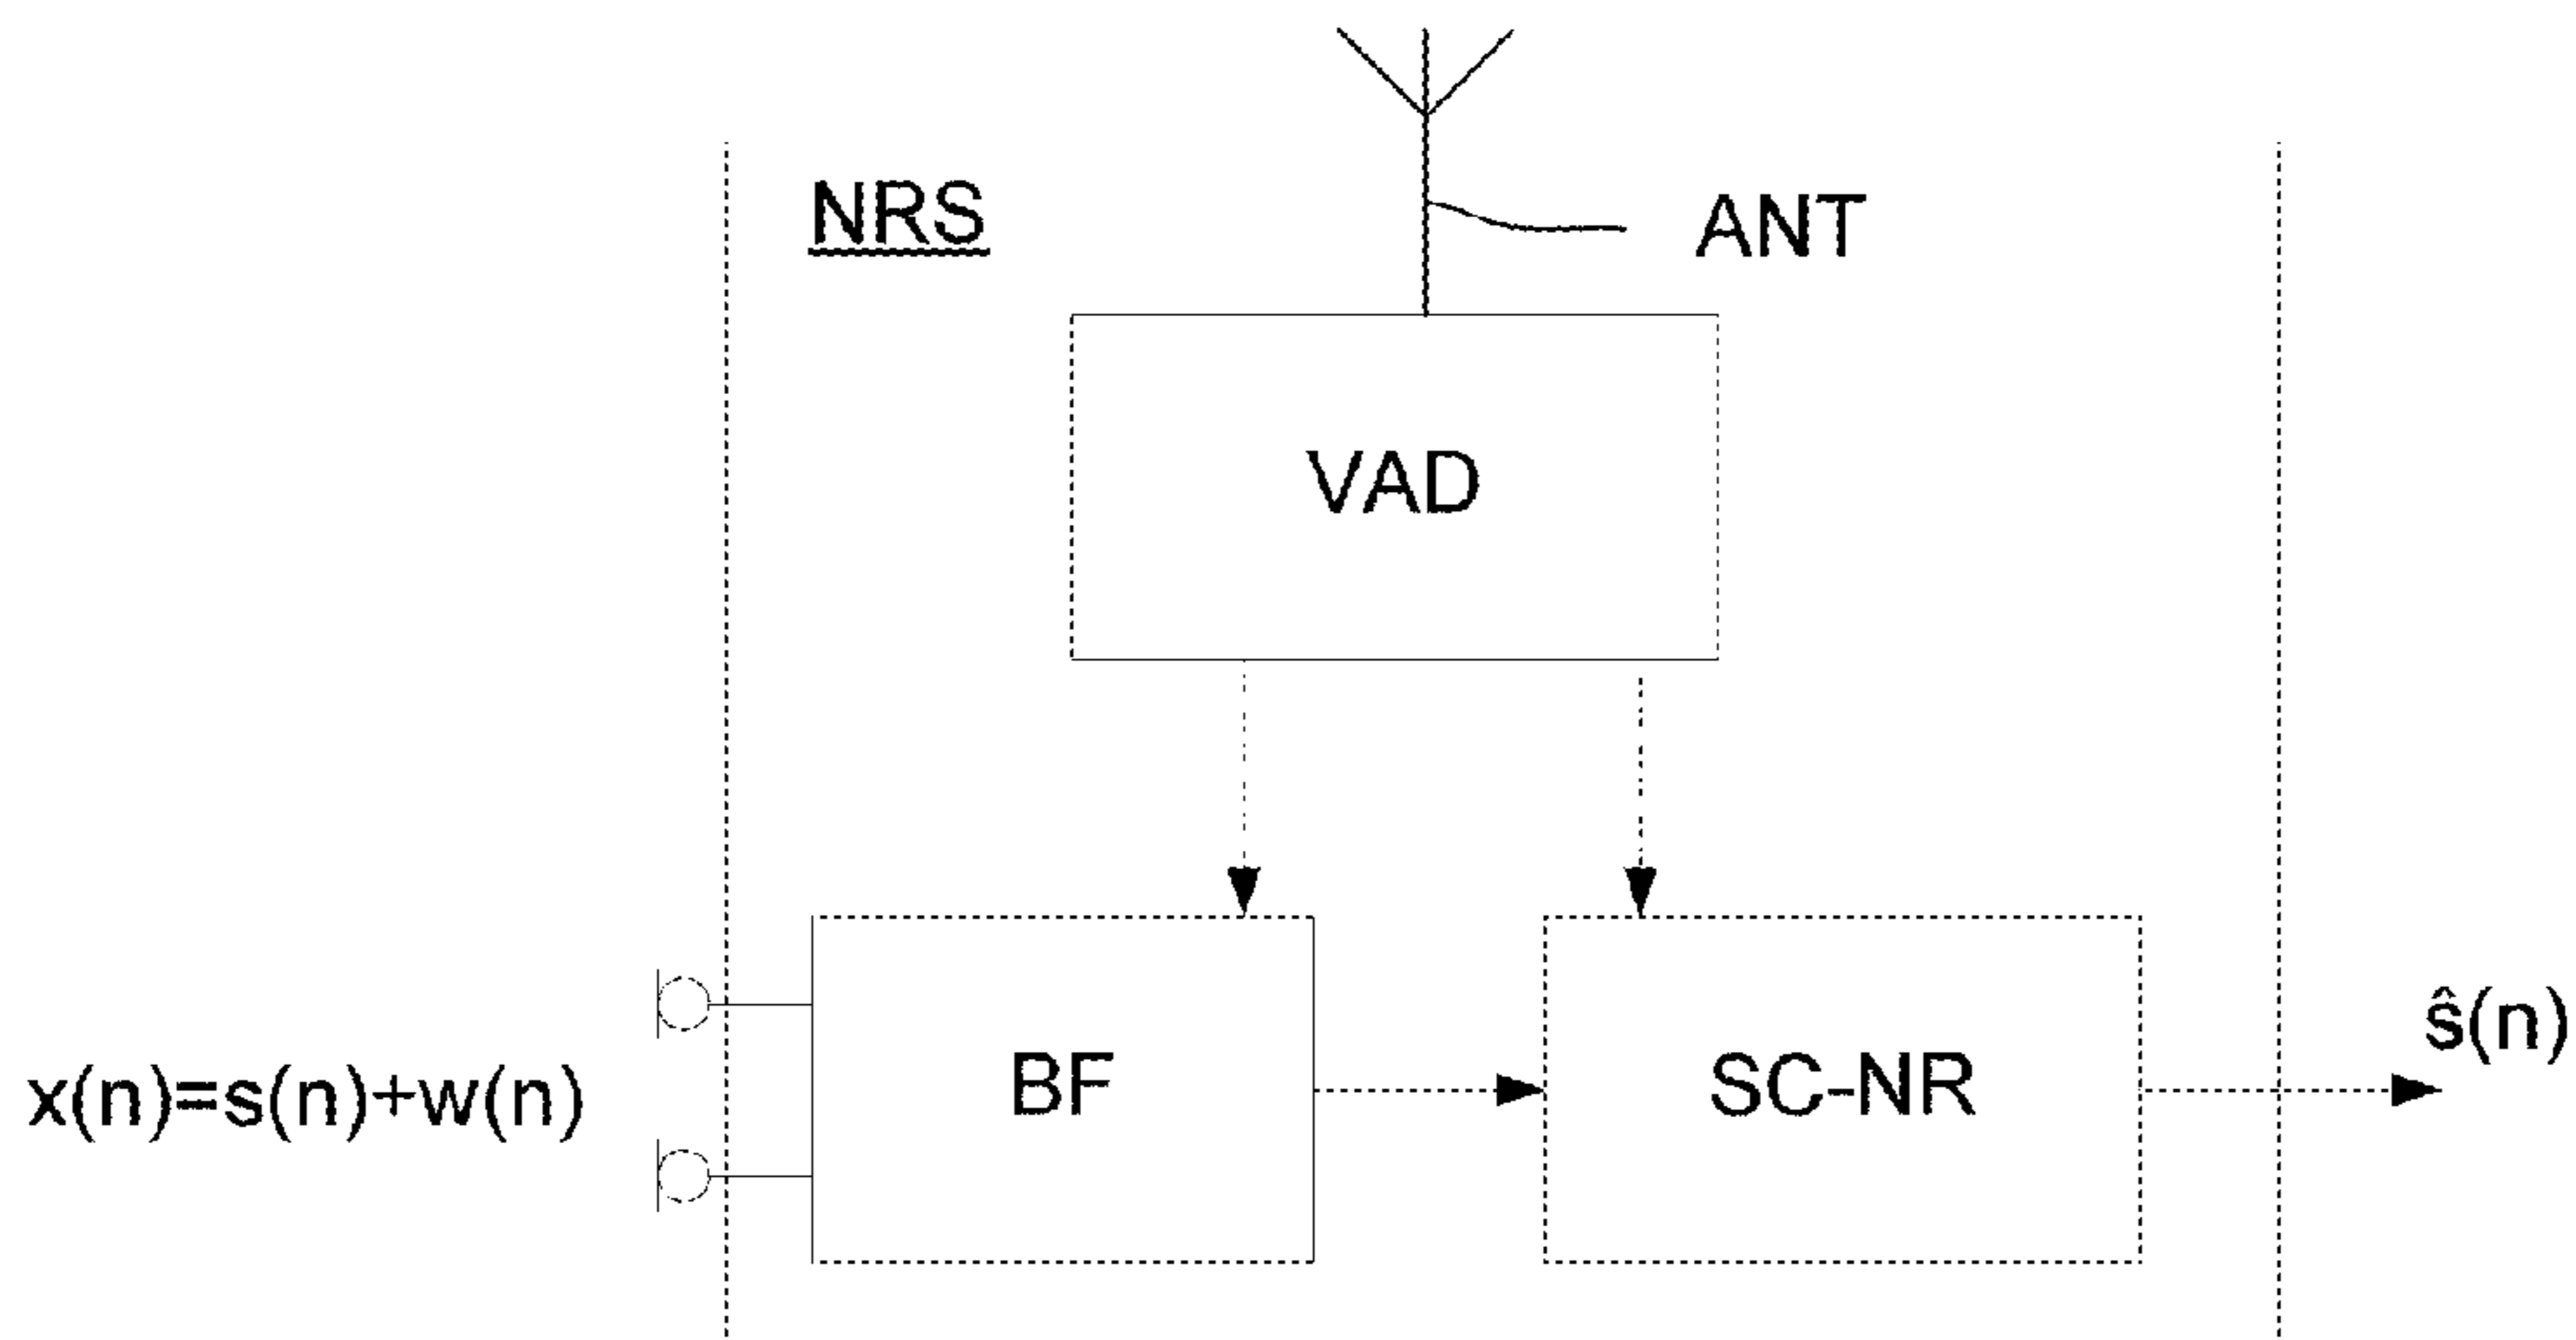 NRS
ANT
VAD
BF
SC-NR
x(n)=s(n)+w(n)
ŝ(n)